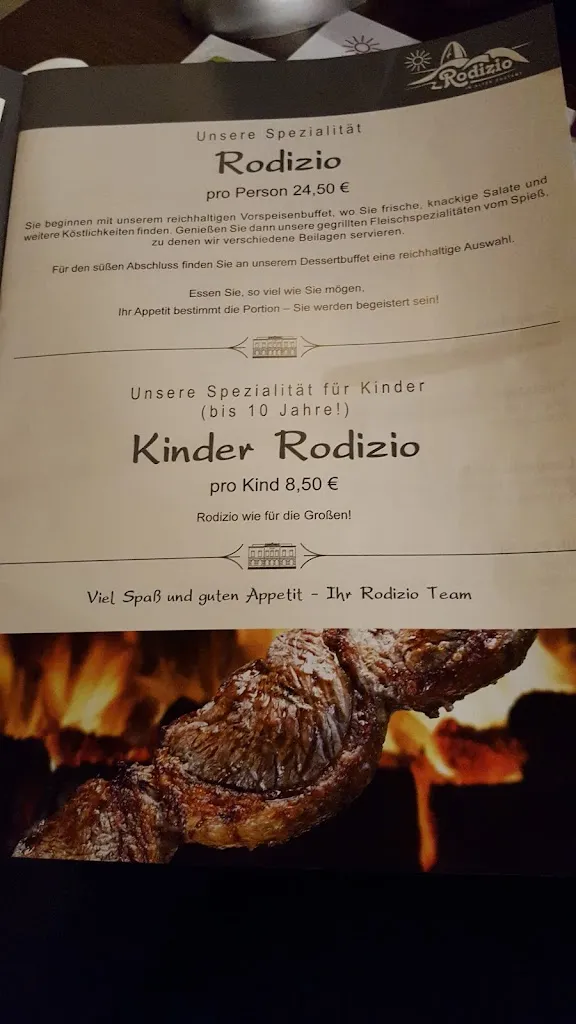 Rodizio
Unsere Spezialität
Rodizio
pro Person 24,50 €
Sie beginnen mit unserem reichhaltigen Vorspeisenbuffet, wo Sie frische, knackige Salate und
weitere Köstlichkeiten finden. Genießen Sie dann unsere gegrillten Fleischspezialitäten vom Spieß,
zu denen wir verschiedene Beilagen servieren.
Für den süßen Abschluss finden Sie an unserem Dessertbuffet eine reichhaltige Auswahl.
Essen Sie, so viel wie Sie mögen.
Ihr Appetit bestimmt die Portion – Sie werden begeistert sein!
Unsere Spezialität für Kinder
(bis 10 Jahre!)
Kinder Rodizio
pro Kind 8,50 €
Rodizio wie für die Großen!
Viel Spaß und guten Appetit - Ihr Rodizio Team